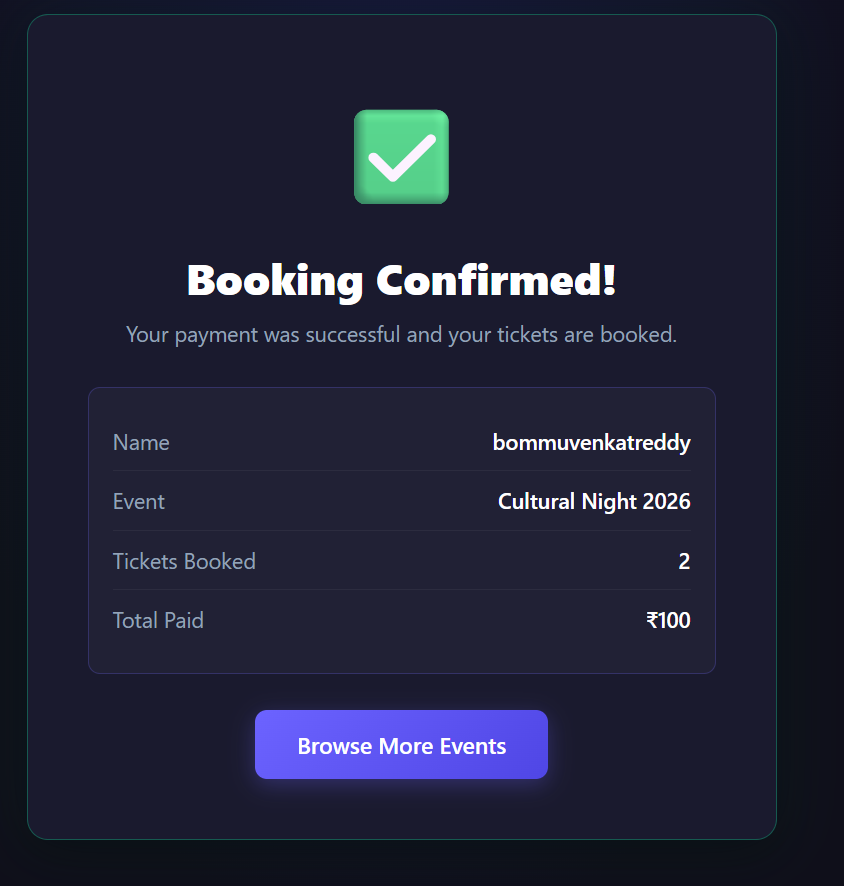 Booking Confirmed!
Your payment was successful and your tickets are booked.
Name bommuvenkatreddy
Event Cultural Night 2026
Tickets Booked 2
Total Paid ₹100
Browse More Events